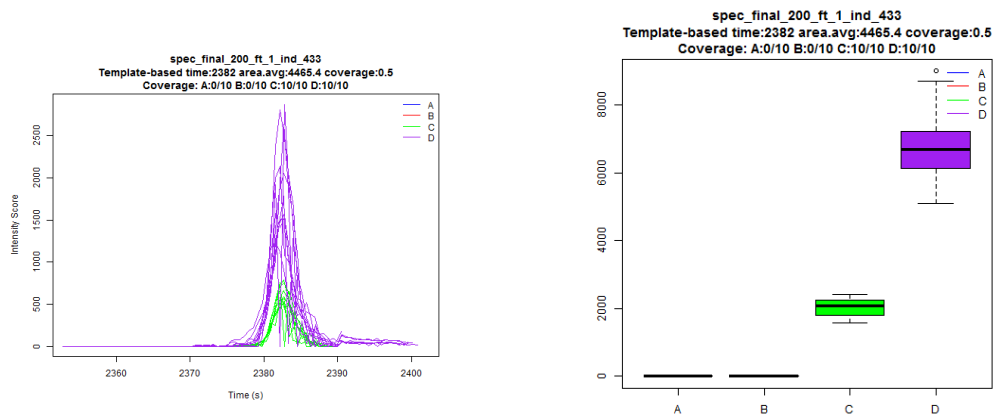 spec_final_200_ft_1_ind_433
Template-based time:2382 area.avg:4465.4 coverage:0.5
Coverage: A:0/10 B:0/10 C:10/10 D:10/10
A
B
C
D
Intensity Score
2500
2000
1500
1000
500
0
2360
2370
2380
2390
2400
Time (s)
spec_final_200_ft_1_ind_433
Template-based time:2382 area.avg:4465.4 coverage:0.5
Coverage: A:0/10 B:0/10 C:10/10 D:10/10
A
B
C
D
8000
6000
4000
2000
0
A
B
C
D